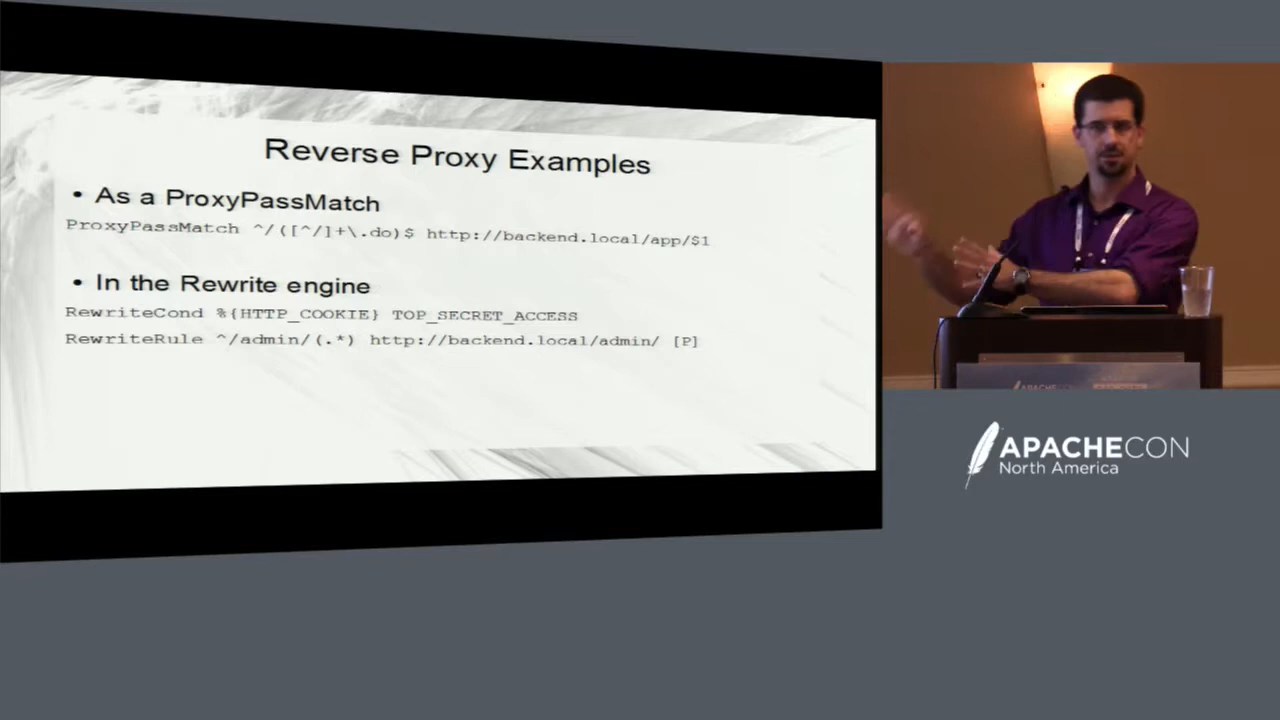 Reverse Proxy Examples
• As a ProxyPassMatch
ProxyPassMatch ^/([^/]+\.do)$ http://backend.local/app/$1
• In the Rewrite engine
RewriteCond %{HTTP_COOKIE} TOP_SECRET_ACCESS
RewriteRule ^/admin/(.*) http://backend.local/admin/ [P]
APACHECON
APACHECON
North America